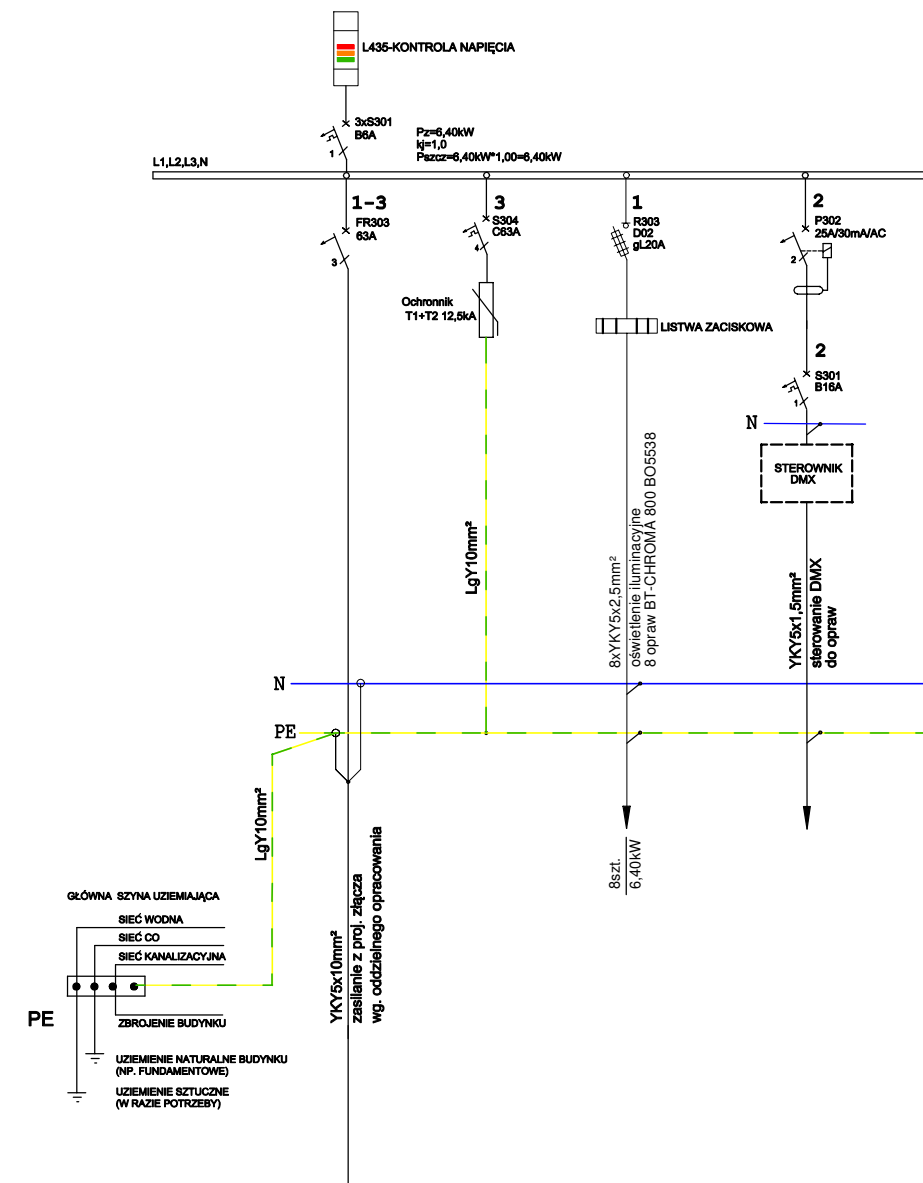 L435-KONTROLA NAPIĘCIA
3xS301
B6A
1
Pz=6,40kW
kj=1,0
Pszcz=6,40kW*1,00=6,40kW
L1,L2,L3,N
1-3
FR303
63A
3
3
S304
C63A
4
Ochronnik
T1+T2 12,5kA
LgY10mm²
1
R303
D02
gL20A
LISTWA ZACISKOWA
8xYKY5x2,5mm²
oświetlenie iluminacyjne
8 opraw BT-CHROMA 800 BO5538
2
P302
25A/30mA/AC
2
2
S301
B16A
1
N
STEROWNIK
DMX
YKY5x1,5mm²
sterowanie DMX
do opraw
N
PE
LgY10mm²
8szt.
6,40kW
YKY5x10mm²
zasilanie z proj. złącza
wg. oddzielnego opracowania
GŁÓWNA SZYNA UZIEMIAJĄCA
SIEĆ WODNA
SIEĆ CO
SIEĆ KANALIZACYJNA
PE
ZBROJENIE BUDYNKU
UZIEMIENIE NATURALNE BUDYNKU
(NP. FUNDAMENTOWE)
UZIEMIENIE SZTUCZNE
(W RAZIE POTRZEBY)